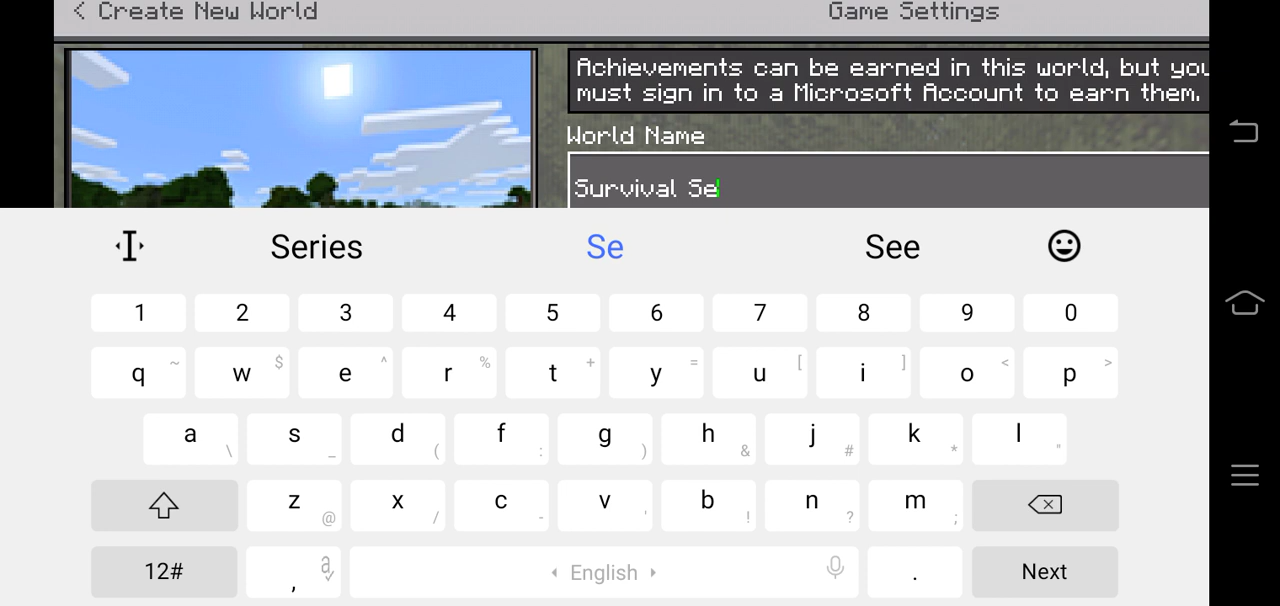 < Create New World
Game Settings
Achievements can be earned in this world, but you
must sign in to a Microsoft Account to earn them.
World Name
Survival Se
Series Se See
1 2 3 4 5 6 7 8 9 0
q ~ w $ e ^ r % t + y = u [ i ] o < p >
a \ s _ d ( f : g ) h & j # k * l "
z @ x / c - v ' b ! n ? m ;
12# , a English . Next